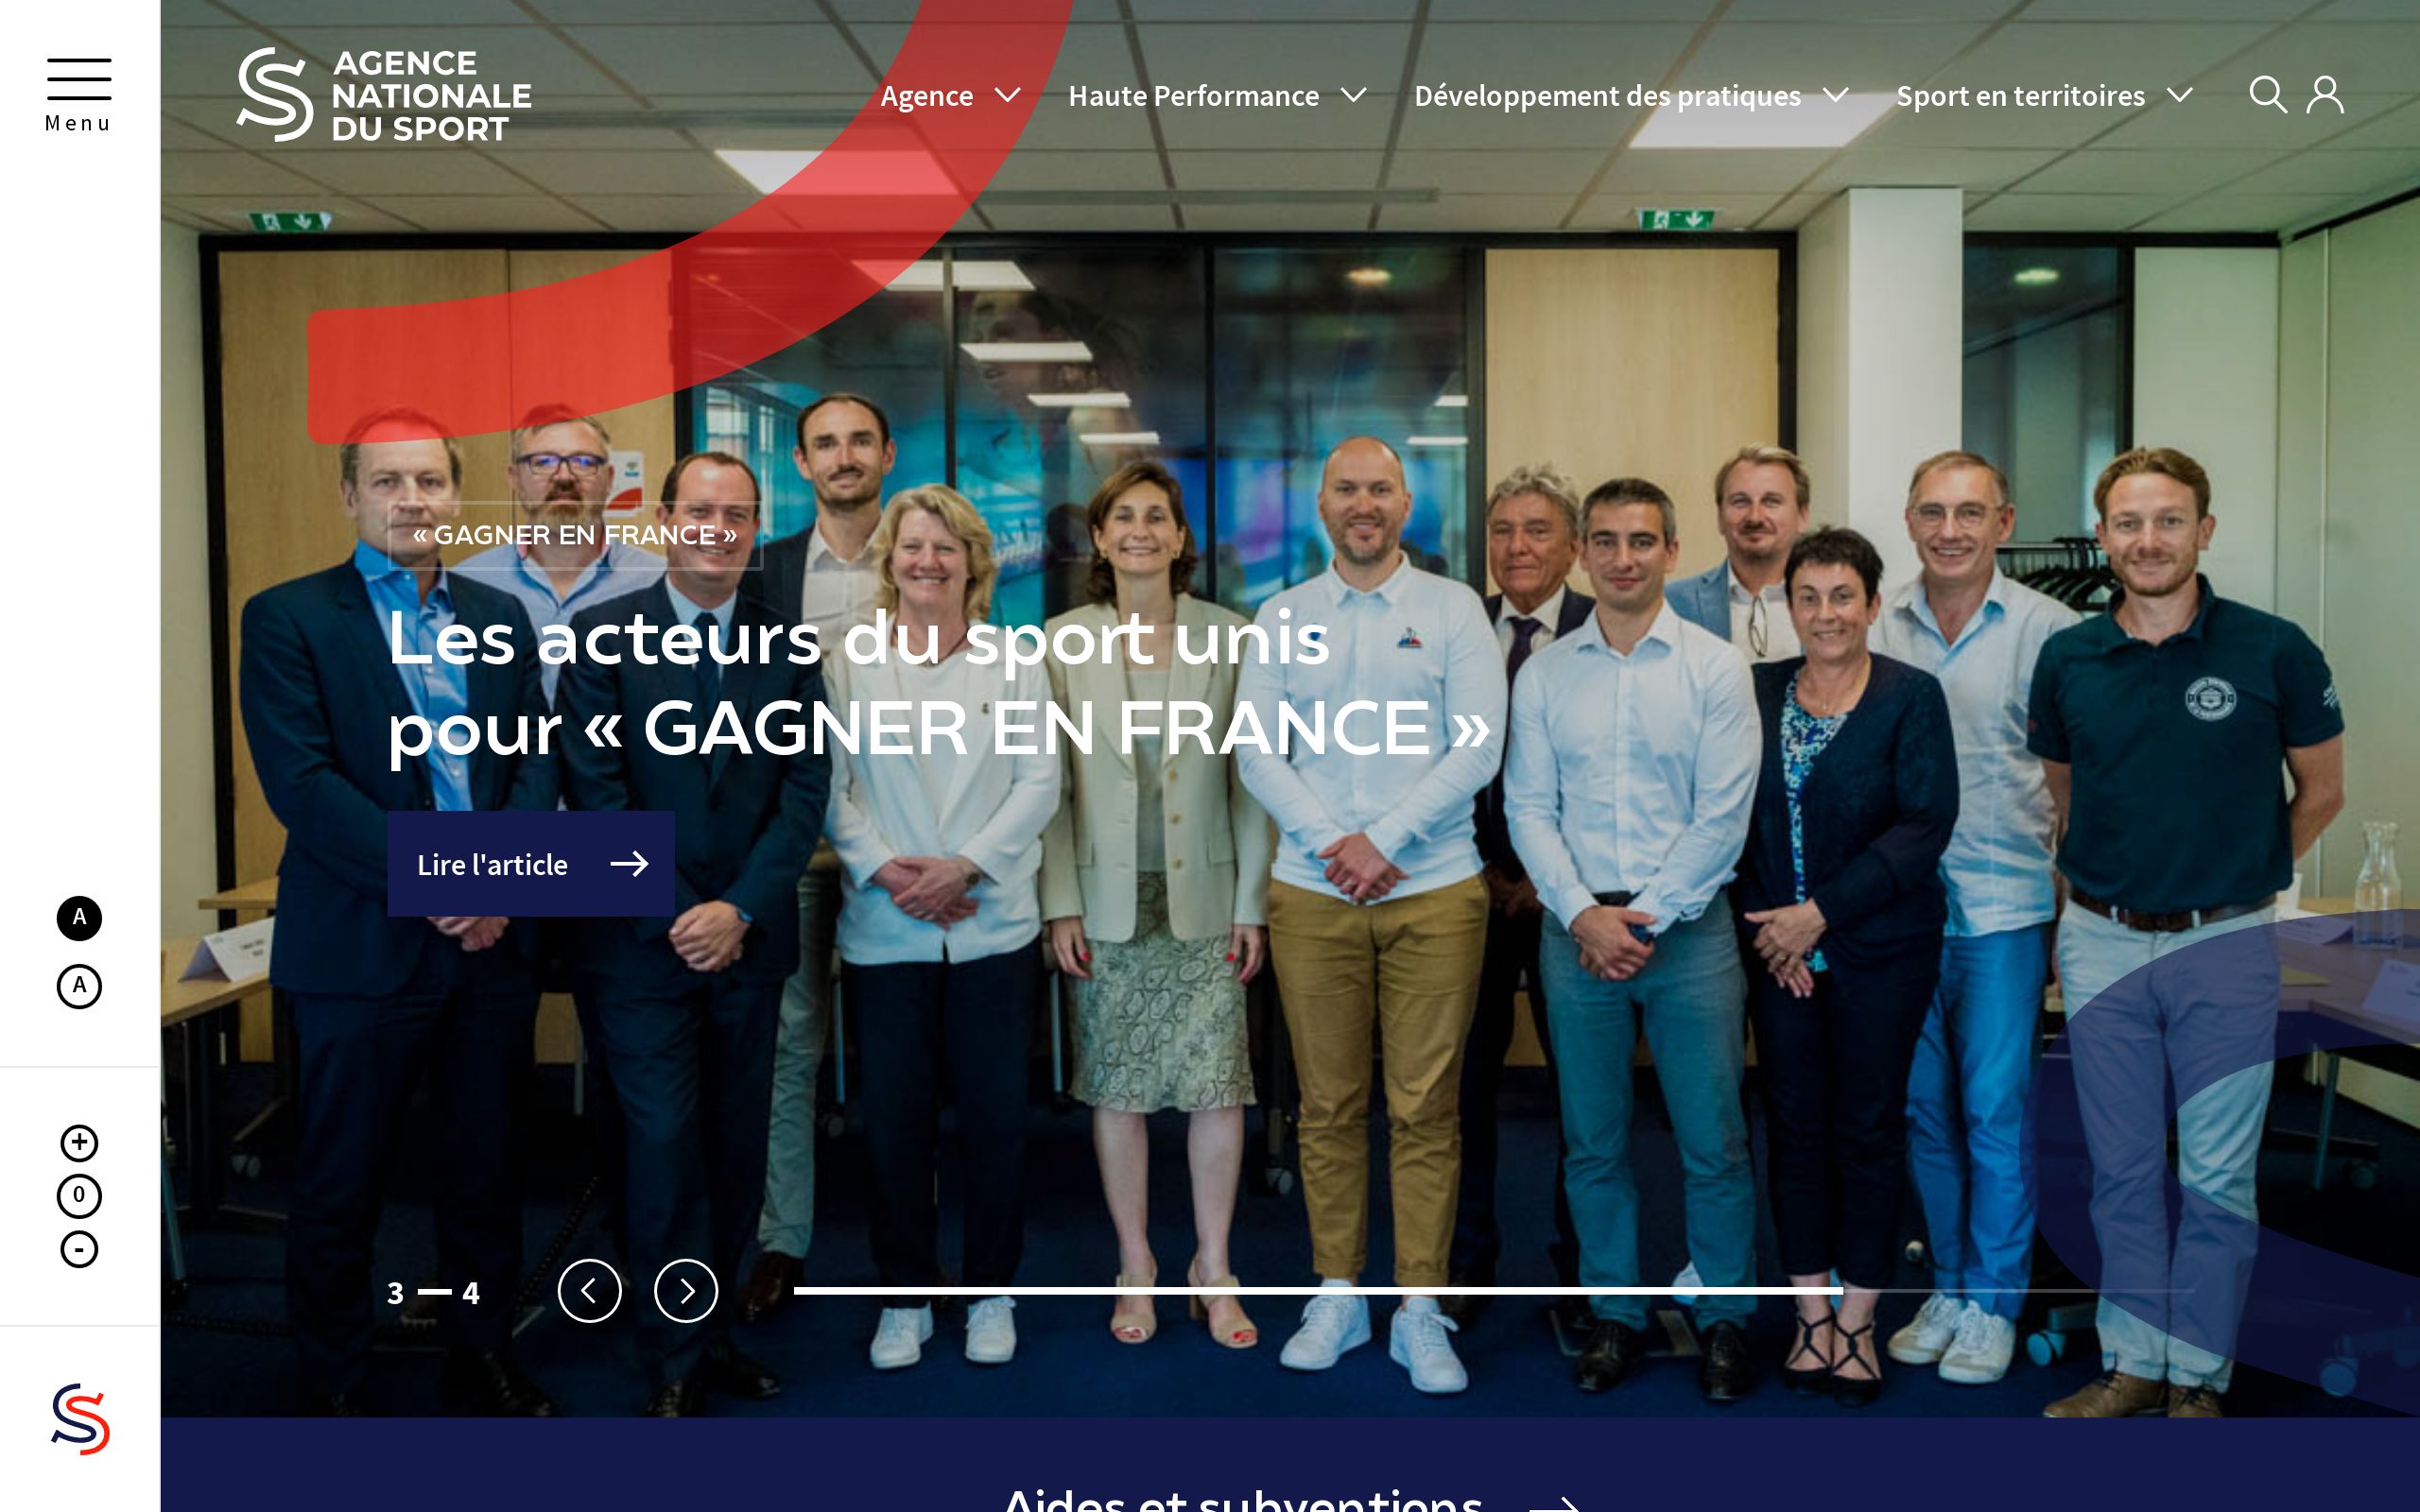 Menu
AGENCE
NATIONALE
DU SPORT
Agence
Haute Performance
Développement des pratiques
Sport en territoires
« GAGNER EN FRANCE »
Les acteurs du sport unis
pour « GAGNER EN FRANCE »
Lire l'article
A
A
+
0
-
3 — 4
Aides et subventions